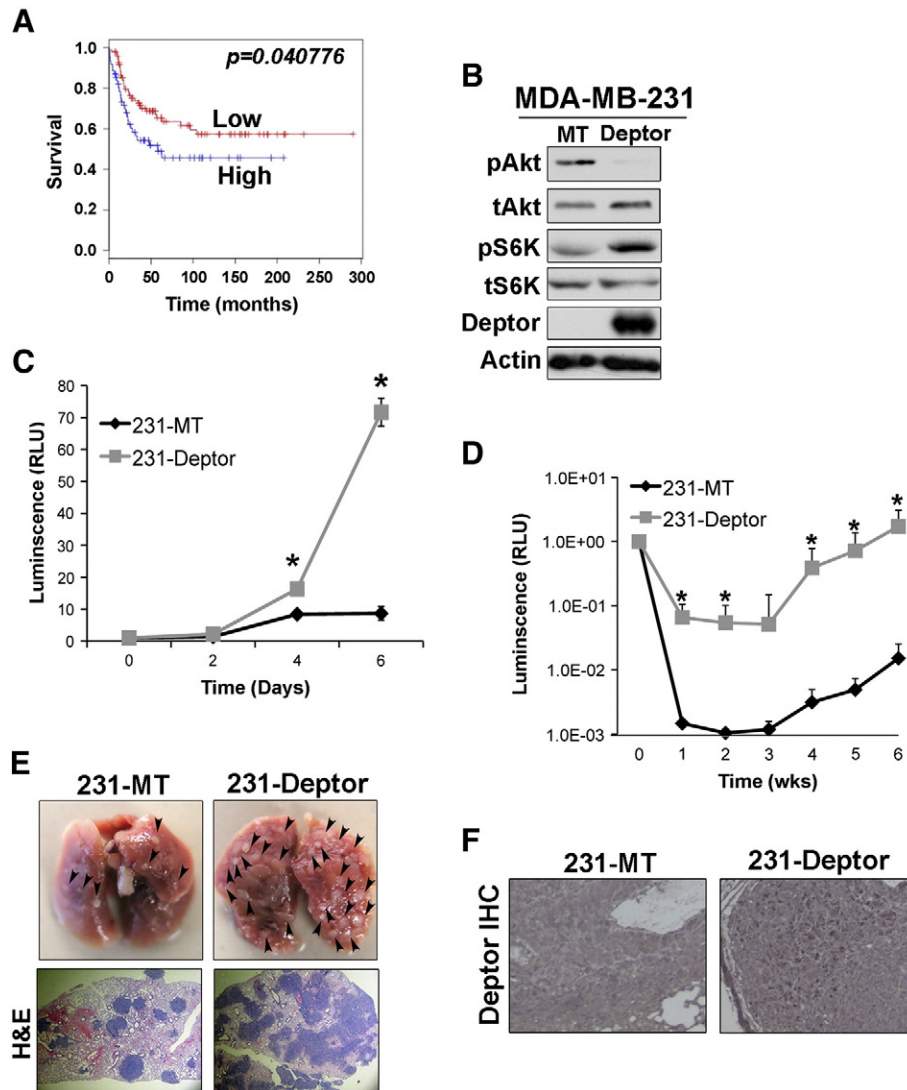 A
p=0.040776
1.0
0.8
0.6
0.4
0.2
0.0
Survival
Low
High
0 50 100 150 200 250 300
Time (months)
B
MDA-MB-231
MT Deptor
pAkt
tAkt
pS6K
tS6K
Deptor
Actin
C
80
70
60
50
40
30
20
10
0
Luminscence (RLU)
231-MT
231-Deptor
*
*
0 2 4 6
Time (Days)
D
1.0E+01
1.0E+00
1.0E-01
1.0E-02
1.0E-03
Luminscence (RLU)
231-MT
231-Deptor
* * * * *
0 1 2 3 4 5 6
Time (wks)
E
231-MT 231-Deptor
H&E
F
231-MT 231-Deptor
Deptor IHC